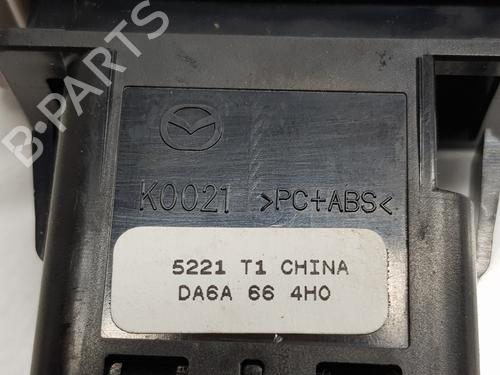 B-PARTS
K0021 >PC+ABS<
5221 T1 CHINA
DA6A 66 4H0